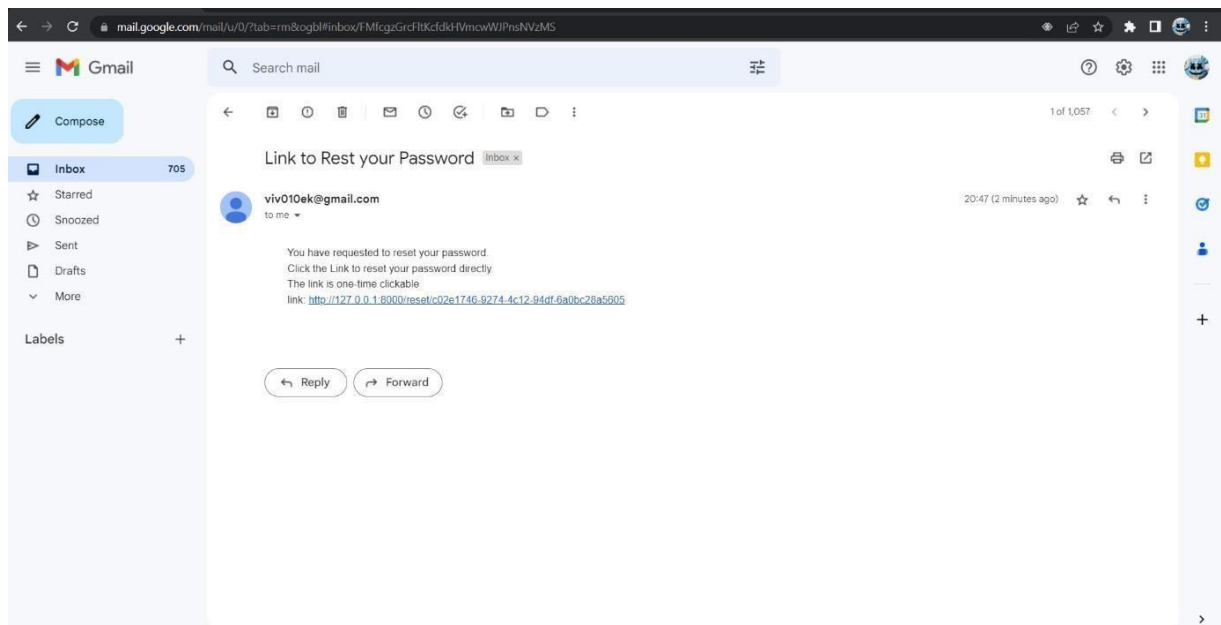 mail.google.com/mail/u/0/?tab=rm&ogbl#inbox/FMfcgzGrcFltKcfdkHVmcwWJPnsNVzMS
Gmail
Search mail
Compose
1 of 1,057
Link to Rest your Password Inbox ×
Inbox 705
Starred
viv010ek@gmail.com 20:47 (2 minutes ago)
to me
Snoozed
Sent
You have requested to reset your password.
Click the Link to reset your password directly.
Drafts
The link is one-time clickable
More
link: http://127.0.0.1:8000/reset/c02e1746-9274-4c12-94df-6a0bc28a5605
Labels
Reply Forward
31